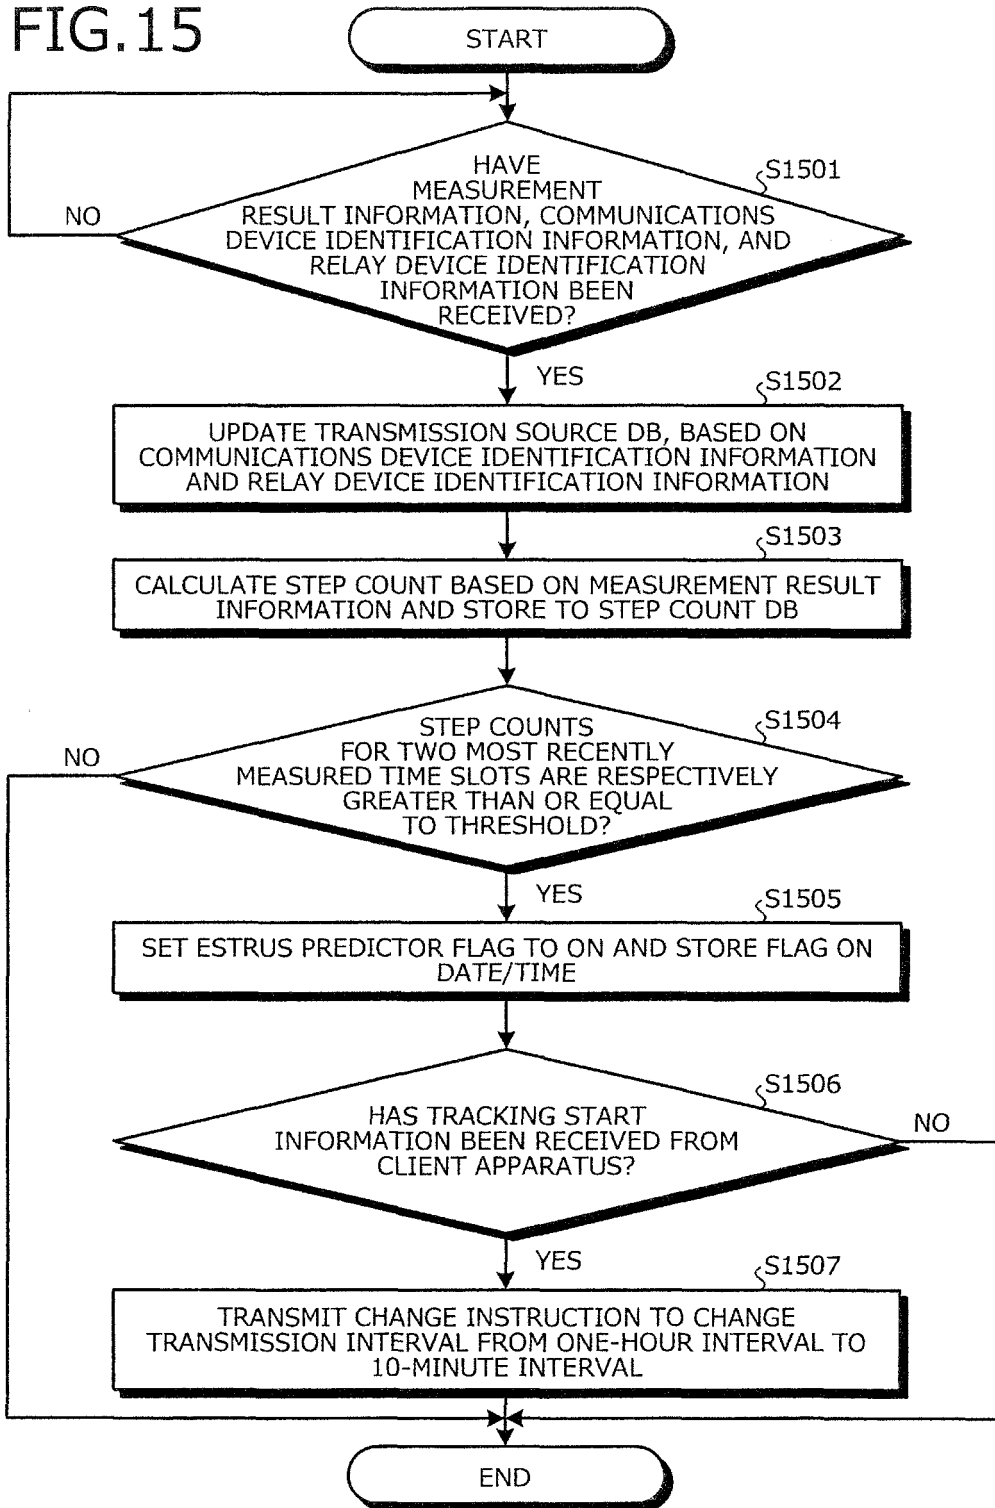 FIG.15
START
HAVE
MEASUREMENT
RESULT INFORMATION, COMMUNICATIONS
DEVICE IDENTIFICATION INFORMATION, AND
RELAY DEVICE IDENTIFICATION
INFORMATION BEEN
RECEIVED?
S1501
NO
YES
S1502
UPDATE TRANSMISSION SOURCE DB, BASED ON
COMMUNICATIONS DEVICE IDENTIFICATION INFORMATION
AND RELAY DEVICE IDENTIFICATION INFORMATION
S1503
CALCULATE STEP COUNT BASED ON MEASUREMENT RESULT
INFORMATION AND STORE TO STEP COUNT DB
S1504
STEP COUNTS
FOR TWO MOST RECENTLY
MEASURED TIME SLOTS ARE RESPECTIVELY
GREATER THAN OR EQUAL
TO THRESHOLD?
NO
YES
S1505
SET ESTRUS PREDICTOR FLAG TO ON AND STORE FLAG ON
DATE/TIME
S1506
HAS TRACKING START
INFORMATION BEEN RECEIVED FROM
CLIENT APPARATUS?
NO
YES
S1507
TRANSMIT CHANGE INSTRUCTION TO CHANGE
TRANSMISSION INTERVAL FROM ONE-HOUR INTERVAL TO
10-MINUTE INTERVAL
END